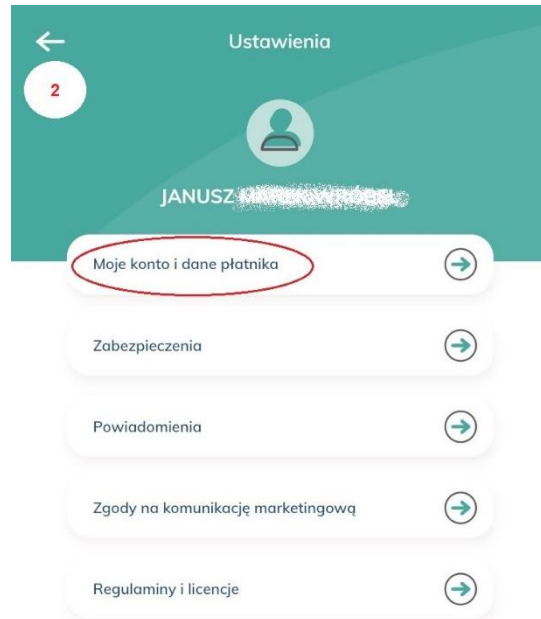 Ustawienia
2
JANUSZ
Moje konto i dane płatnika
Zabezpieczenia
Powiadomienia
Zgody na komunikację marketingową
Regulaminy i licencje